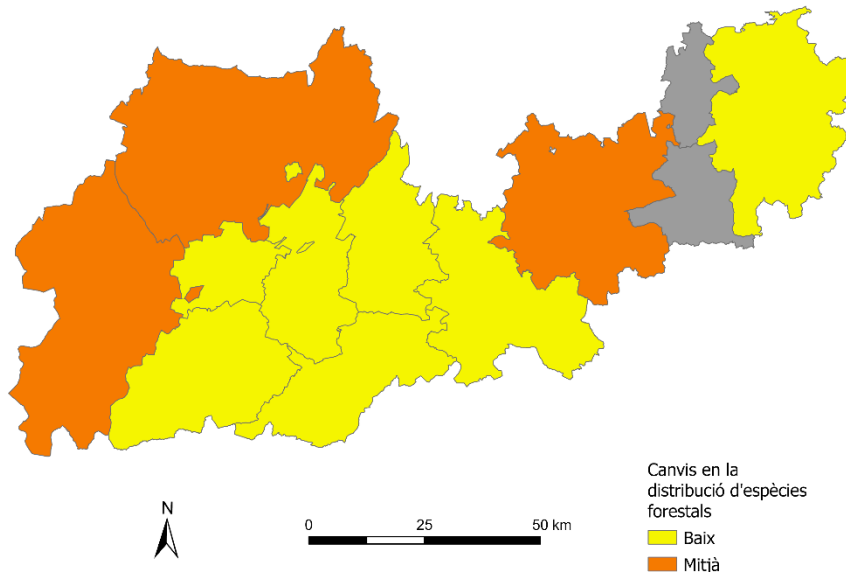 Canvis en la
distribució d'espècies
forestals
Baix
Mitjà
N
0 25 50 km